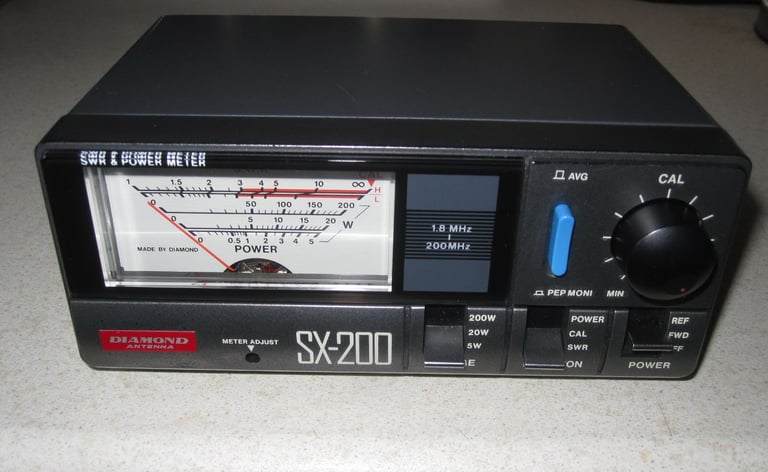 SWR & POWER METER
CAL
1 1.5 2 3 4 5 10 ∞ H
L
0 50 100 150 200
0 5 10 15 20 W
0 0.5 1 2 3 4 5
MADE BY DIAMOND
POWER
1.8 MHz
200MHz
AVG
PEP MONI
CAL
MIN
DIAMOND
ANTENNA
METER ADJUST
SX-200
200W
20W
5W
POWER
CAL
SWR
ON
REF
FWD
POWER